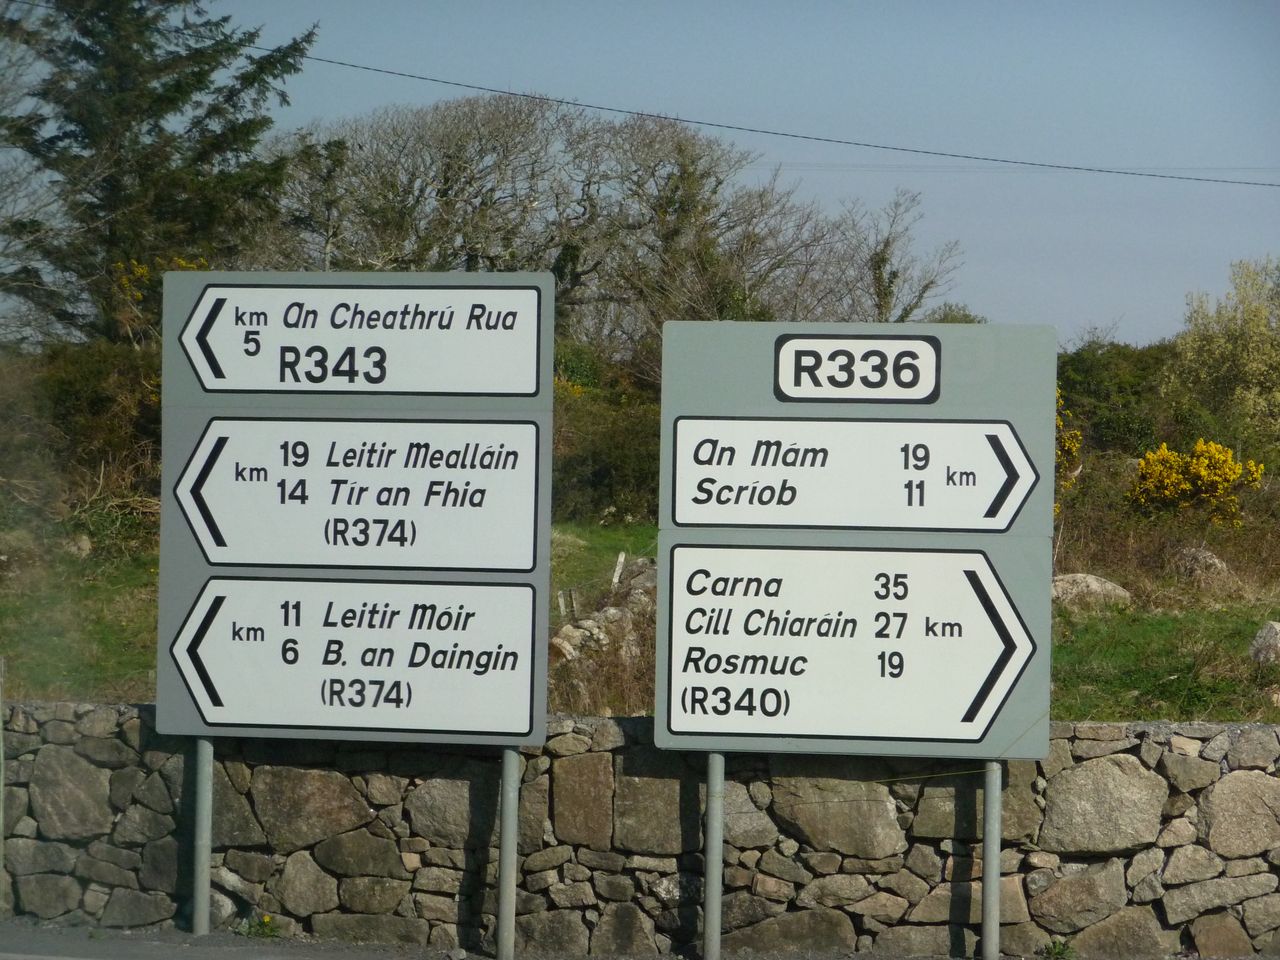 km An Cheathrú Rua
5 R343
km 19 Leitir Mealláin
14 Tír an Fhia
(R374)
km 11 Leitir Móir
6 B. an Daingin
(R374)
R336
An Mám 19 km
Scríob 11
Carna 35
Cill Chiaráin 27 km
Rosmuc 19
(R340)